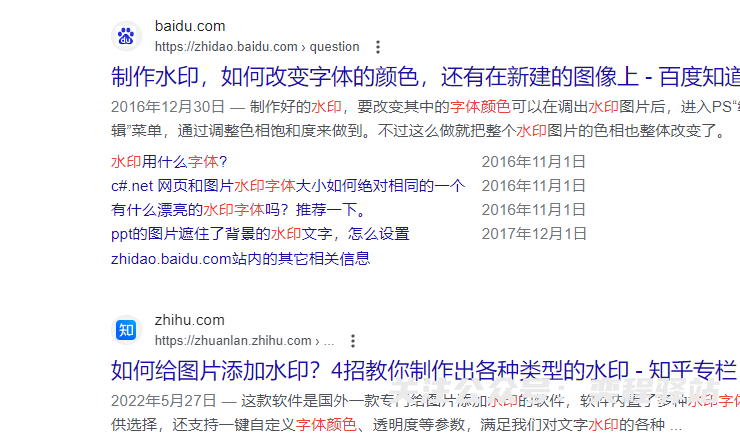 baidu.com
https://zhidao.baidu.com › question
制作水印，如何改变字体的颜色，还有在新建的图像上 - 百度知道
2016年12月30日 — 制作好的水印，要改变其中的字体颜色可以在调出水印图片后，进入PS“编
辑”菜单，通过调整色相饱和度来做到。不过这么做就把整个水印图片的色相也整体改变了。
水印用什么字体? 2016年11月1日
c#.net 网页和图片水印字体大小如何绝对相同的一个 2016年11月1日
有什么漂亮的水印字体吗？推荐一下。 2016年11月1日
ppt的图片遮住了背景的水印文字，怎么设置 2017年12月1日
zhidao.baidu.com站内的其它相关信息
知
zhihu.com
https://zhuanlan.zhihu.com › ...
如何给图片添加水印？4招教你制作出各种类型的水印 - 知乎专栏
2022年5月27日 — 这款软件是国外一款专门给图片添加水印的软件，软件内置了多种水印字体
供选择，还支持一键自定义字体颜色、透明度等参数，满足我们对文字水印的各种 ...